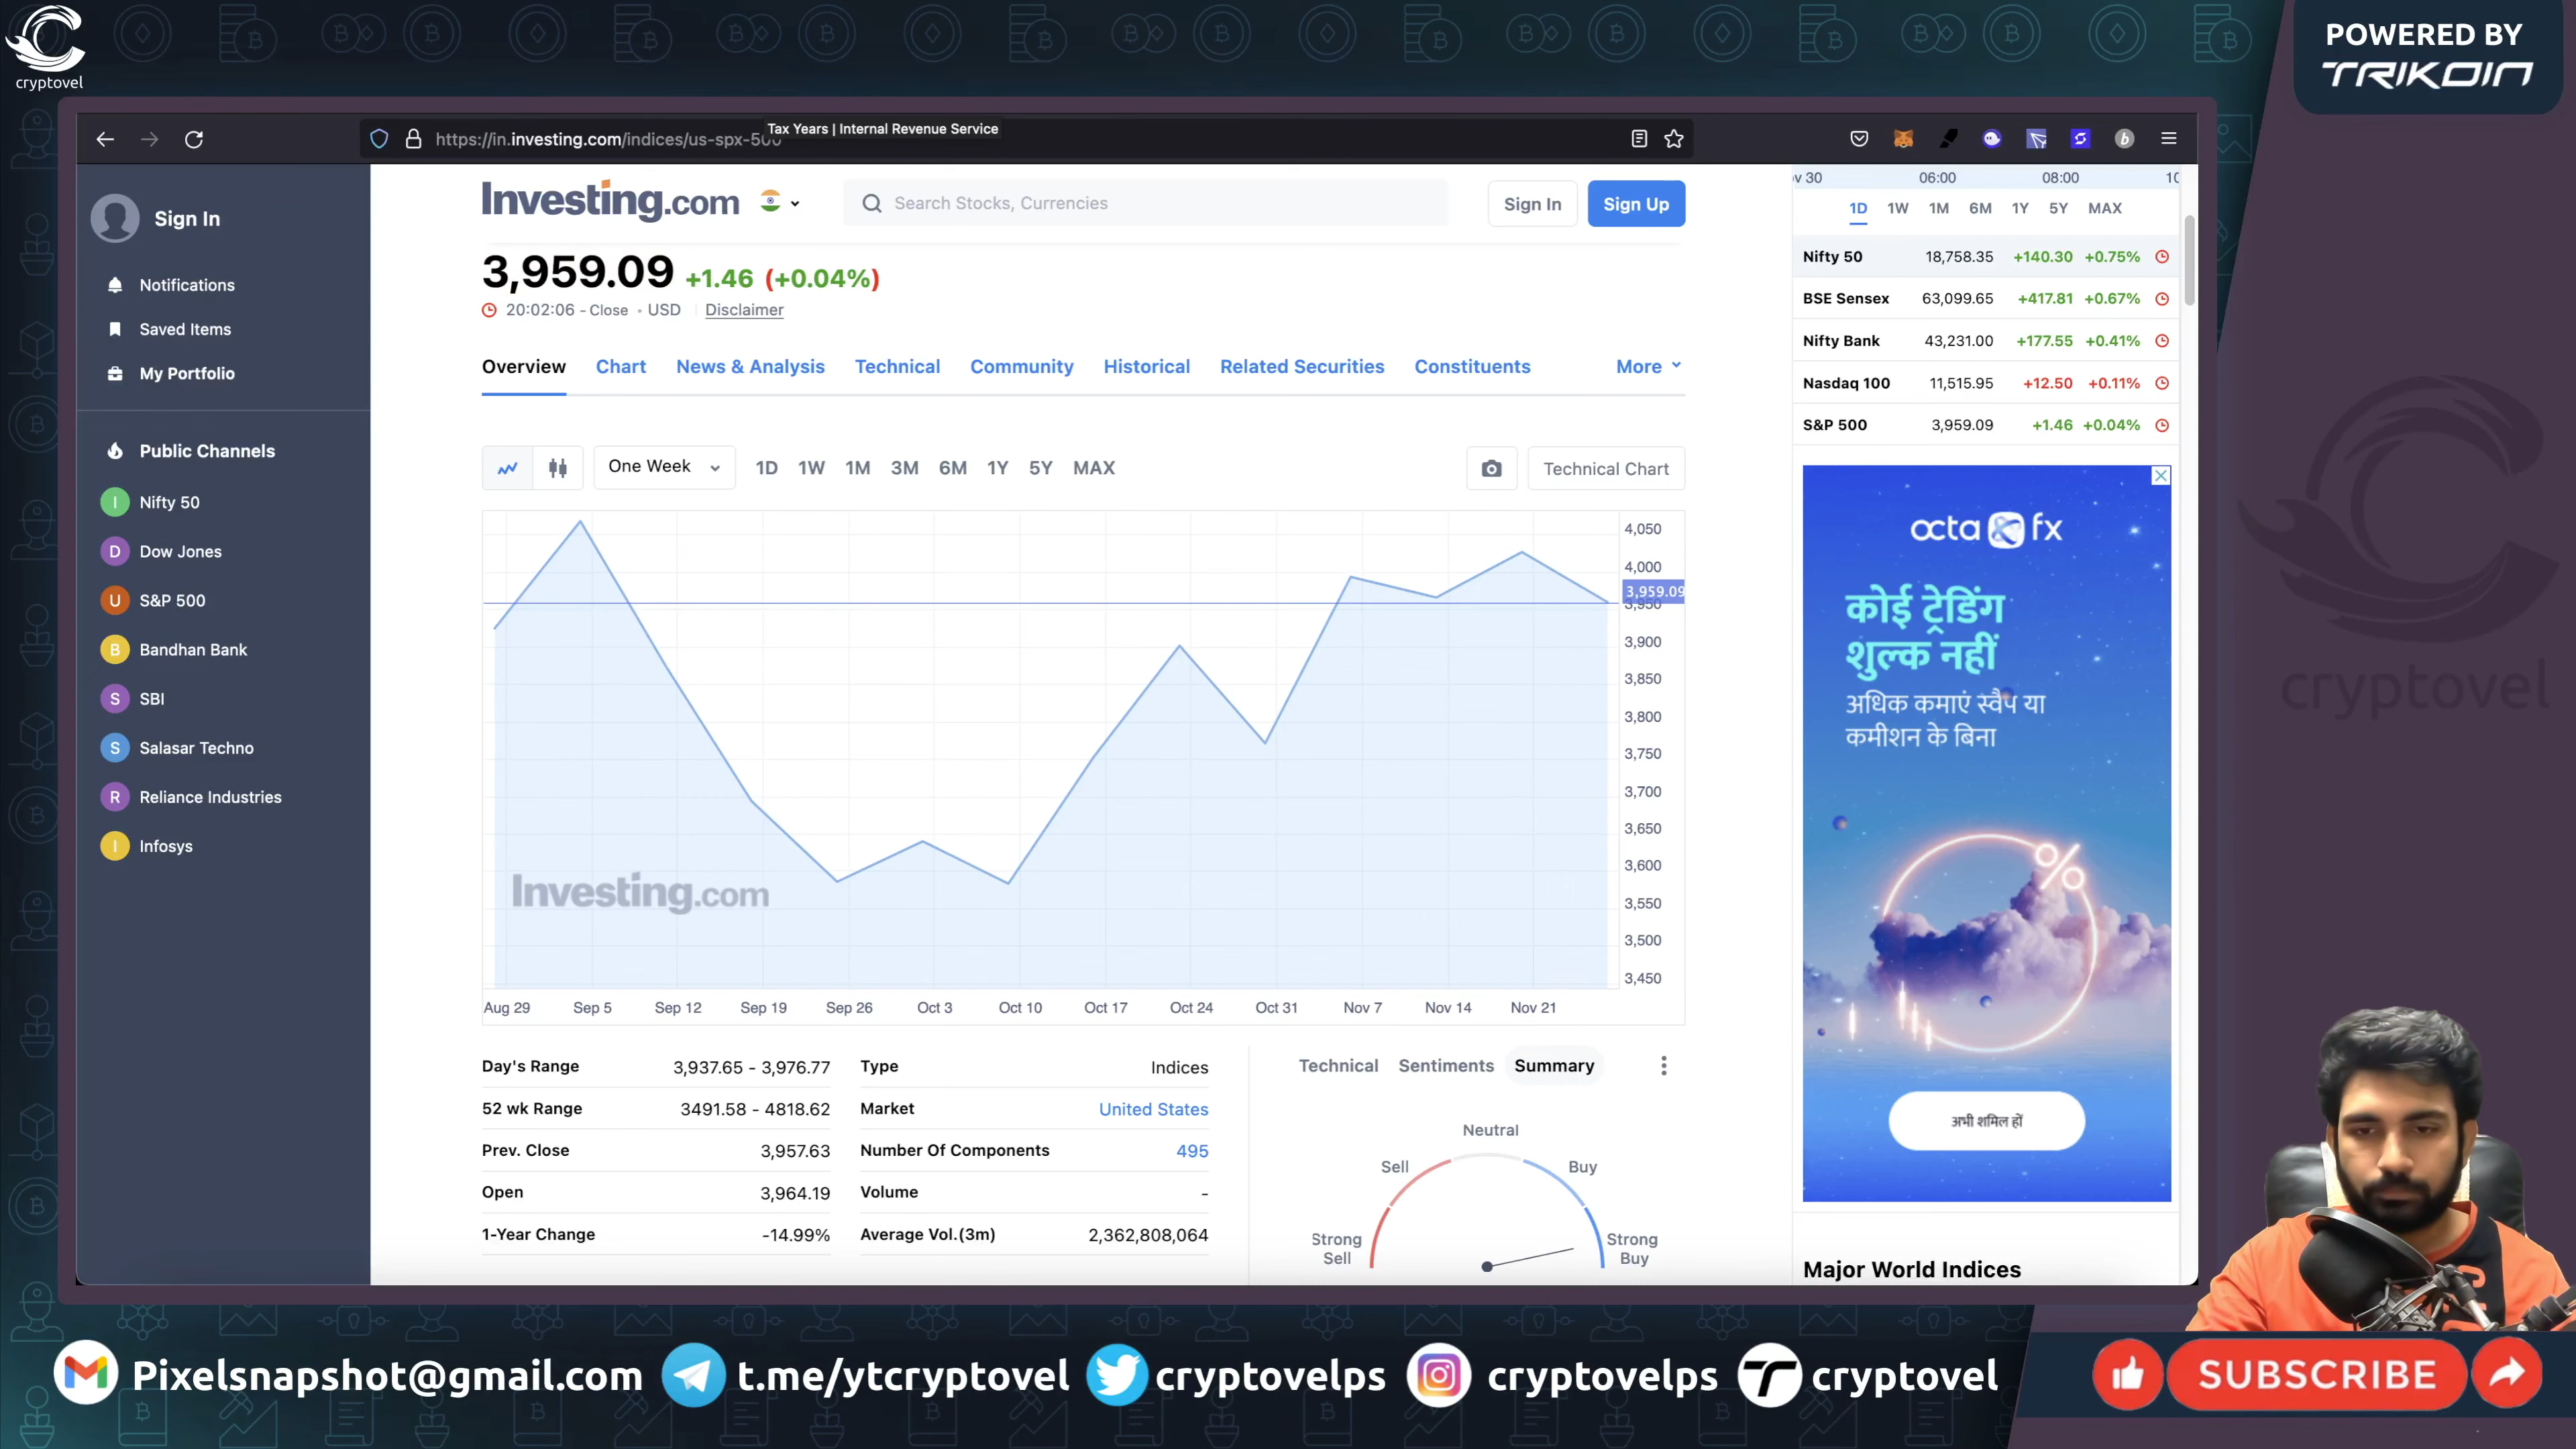 cryptovel
POWERED BY
TRIKOIN
https://in.investing.com/indices/us-spx-500
Tax Years | Internal Revenue Service
Sign In
Notifications
Saved Items
My Portfolio
Public Channels
I Nifty 50
D Dow Jones
U S&P 500
B Bandhan Bank
S SBI
S Salasar Techno
R Reliance Industries
I Infosys
Investing.com
Search Stocks, Currencies
Sign In
Sign Up
3,959.09 +1.46 (+0.04%)
20:02:06 - Close • USD Disclaimer
Overview Chart News & Analysis Technical Community Historical Related Securities Constituents More
One Week 1D 1W 1M 3M 6M 1Y 5Y MAX
Technical Chart
4,050
4,000
3,959.09
3,950
3,900
3,850
3,800
3,750
3,700
3,650
3,600
3,550
3,500
3,450
Investing.com
Aug 29 Sep 5 Sep 12 Sep 19 Sep 26 Oct 3 Oct 10 Oct 17 Oct 24 Oct 31 Nov 7 Nov 14 Nov 21
Day's Range 3,937.65 - 3,976.77
52 wk Range 3491.58 - 4818.62
Prev. Close 3,957.63
Open 3,964.19
1-Year Change -14.99%
Type Indices
Market United States
Number Of Components 495
Volume -
Average Vol.(3m) 2,362,808,064
Technical Sentiments Summary
Neutral
Sell Buy
Strong Sell
Strong Buy
v 30 06:00 08:00 10
1D 1W 1M 6M 1Y 5Y MAX
Nifty 50 18,758.35 +140.30 +0.75%
BSE Sensex 63,099.65 +417.81 +0.67%
Nifty Bank 43,231.00 +177.55 +0.41%
Nasdaq 100 11,515.95 +12.50 +0.11%
S&P 500 3,959.09 +1.46 +0.04%
octa fx
कोई ट्रेडिंग
शुल्क नहीं
अधिक कमाएं स्वैप या
कमीशन के बिना
%
अभी शामिल हों
Major World Indices
cryptovel
Pixelsnapshot@gmail.com t.me/ytcryptovel cryptovelps cryptovelps cryptovel
SUBSCRIBE